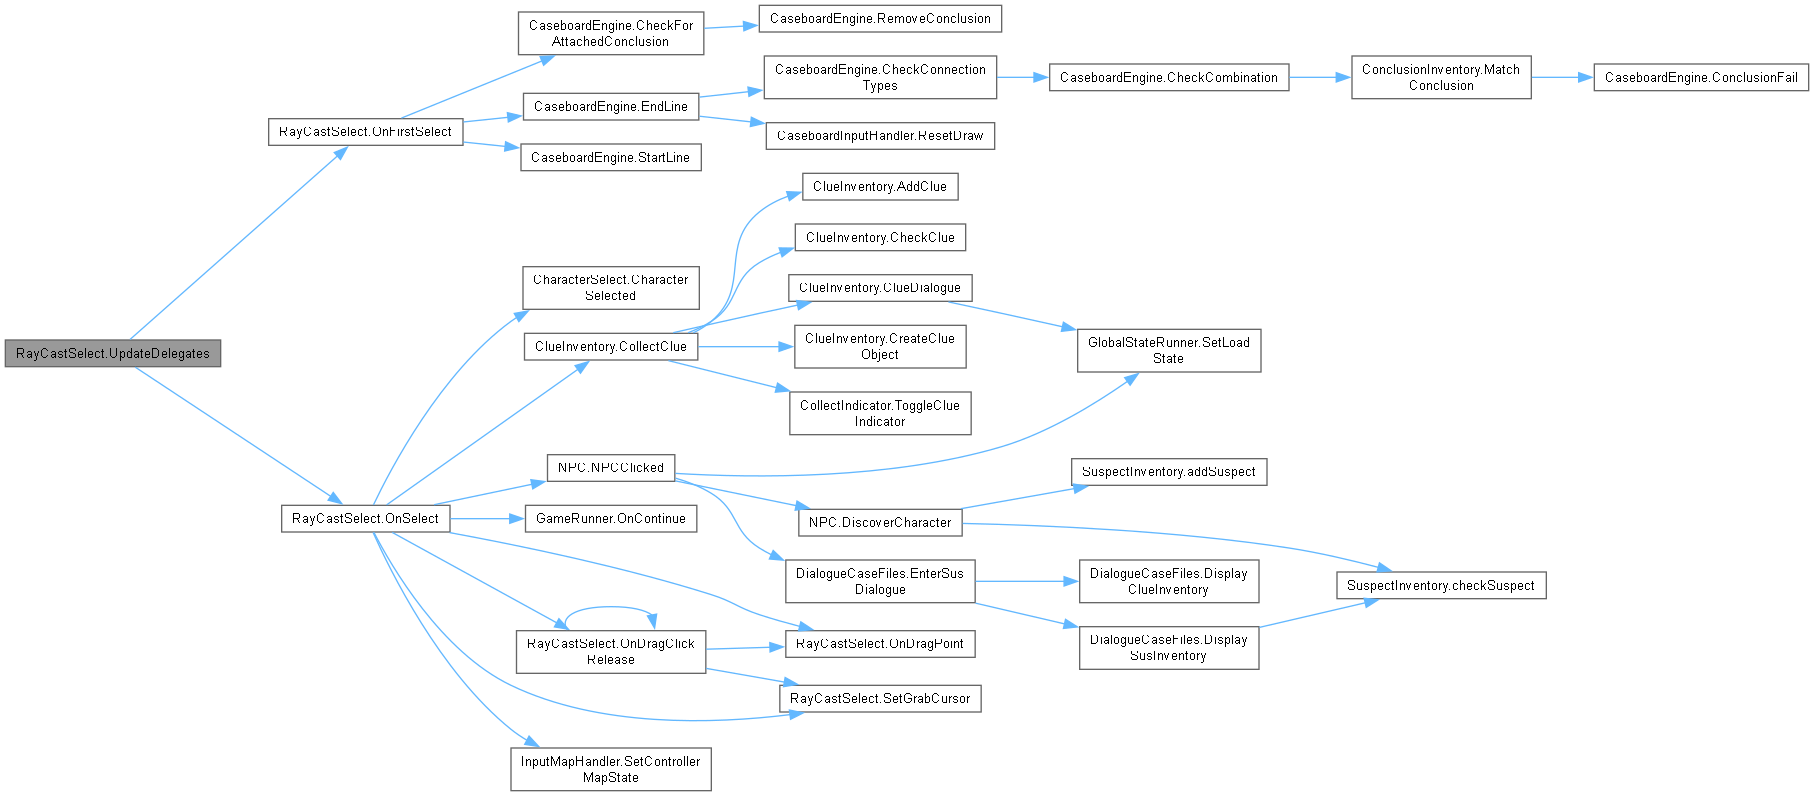 CaseboardEngine.CheckFor
AttachedConclusion
CaseboardEngine.RemoveConclusion
CaseboardEngine.CheckConnection
Types
CaseboardEngine.CheckCombination
ConclusionInventory.Match
Conclusion
CaseboardEngine.ConclusionFail
CaseboardEngine.EndLine
RayCastSelect.OnFirstSelect
CaseboardInputHandler.ResetDraw
CaseboardEngine.StartLine
ClueInventory.AddClue
ClueInventory.CheckClue
CharacterSelect.Character
Selected
ClueInventory.ClueDialogue
RayCastSelect.UpdateDelegates
ClueInventory.CollectClue
ClueInventory.CreateClue
Object
GlobalStateRunner.SetLoad
State
CollectIndicator.ToggleClue
Indicator
NPC.NPCClicked
SuspectInventory.addSuspect
RayCastSelect.OnSelect
GameRunner.OnContinue
NPC.DiscoverCharacter
DialogueCaseFiles.EnterSus
Dialogue
DialogueCaseFiles.Display
ClueInventory
SuspectInventory.checkSuspect
RayCastSelect.OnDragClick
Release
RayCastSelect.OnDragPoint
DialogueCaseFiles.Display
SusInventory
RayCastSelect.SetGrabCursor
InputMapHandler.SetController
MapState